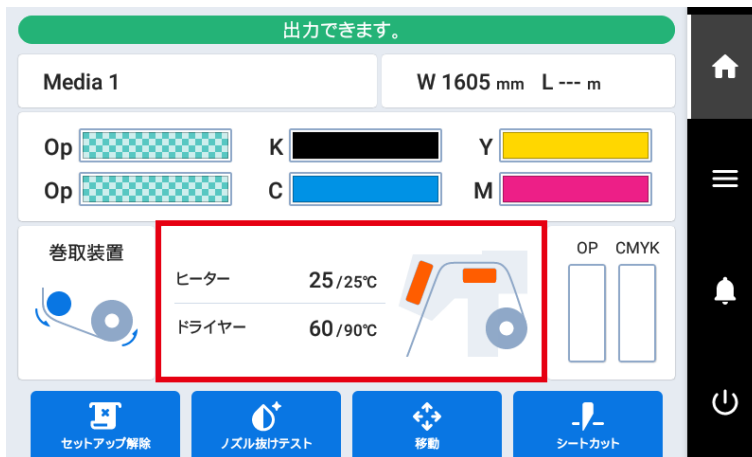 出力できます。
Media 1
W 1605 mm L --- m
Op K Y
Op C M
巻取装置
ヒーター 25/25℃
ドライヤー 60/90℃
OP CMYK
セットアップ解除
ノズル抜けテスト
移動
シートカット